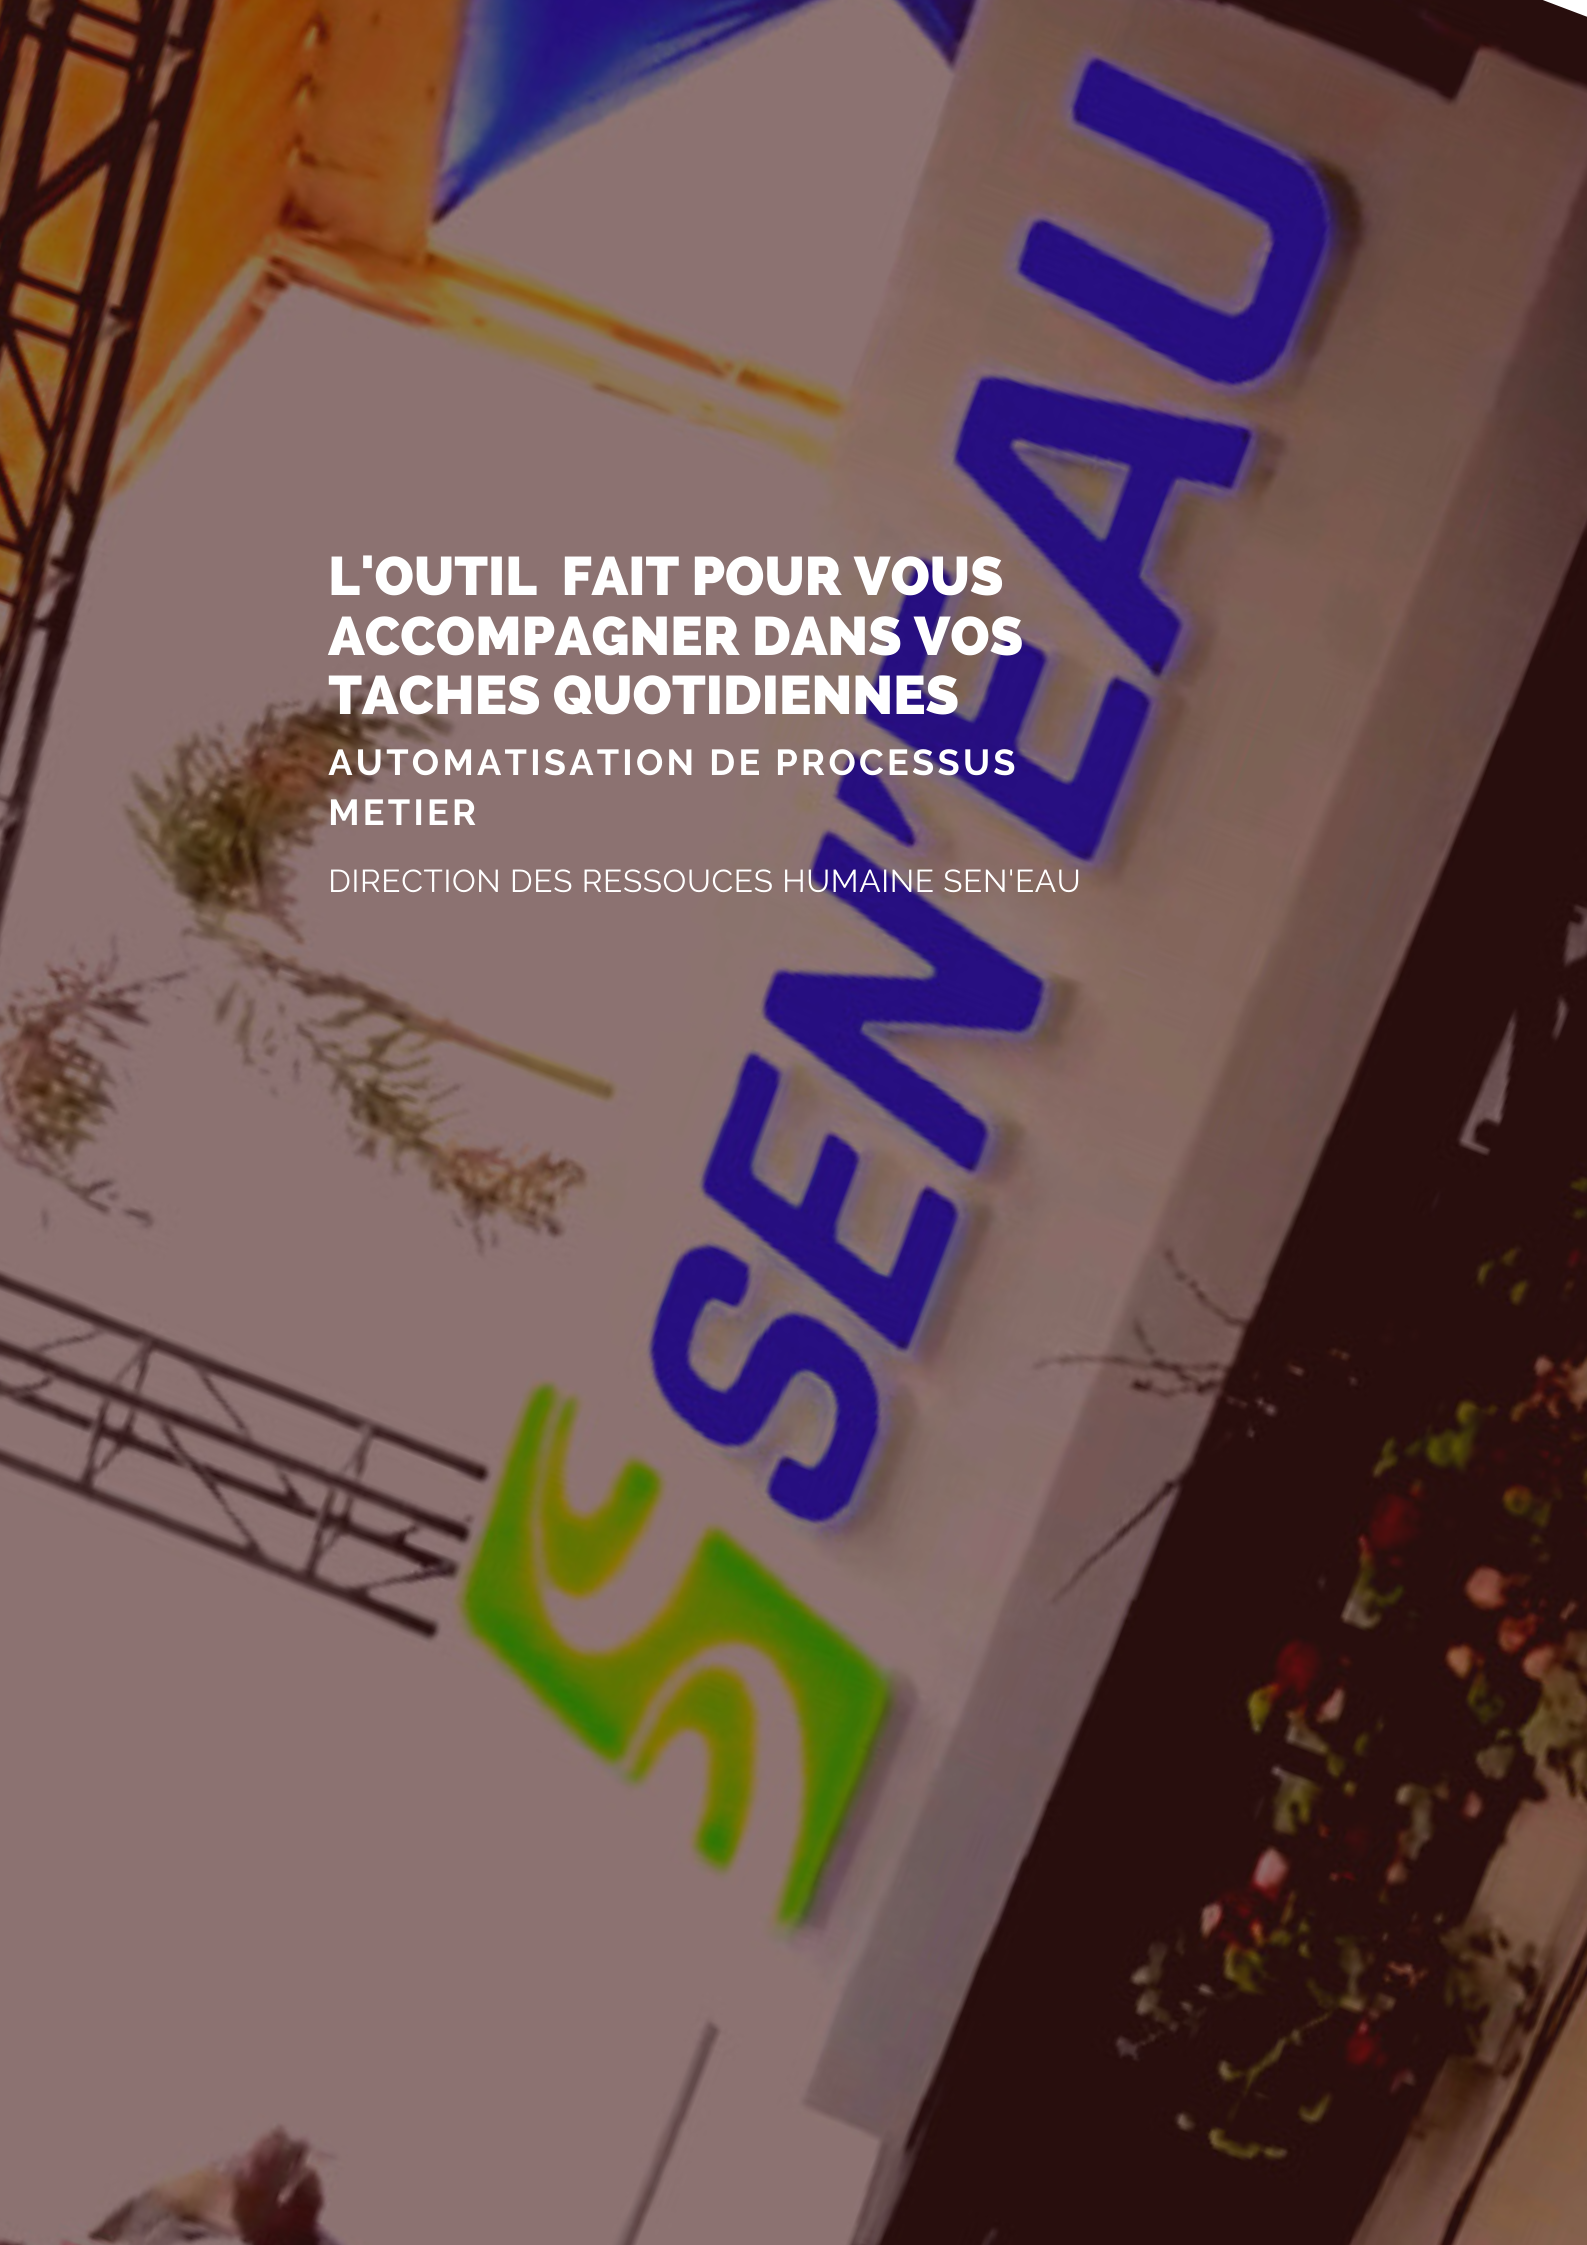 L'OUTIL  FAIT POUR VOUS
ACCOMPAGNER DANS VOS
TACHES QUOTIDIENNES
AUTOMATISATION DE PROCESSUS
METIER
DIRECTION DES RESSOUCES HUMAINE SEN'EAU
SEN'EAU